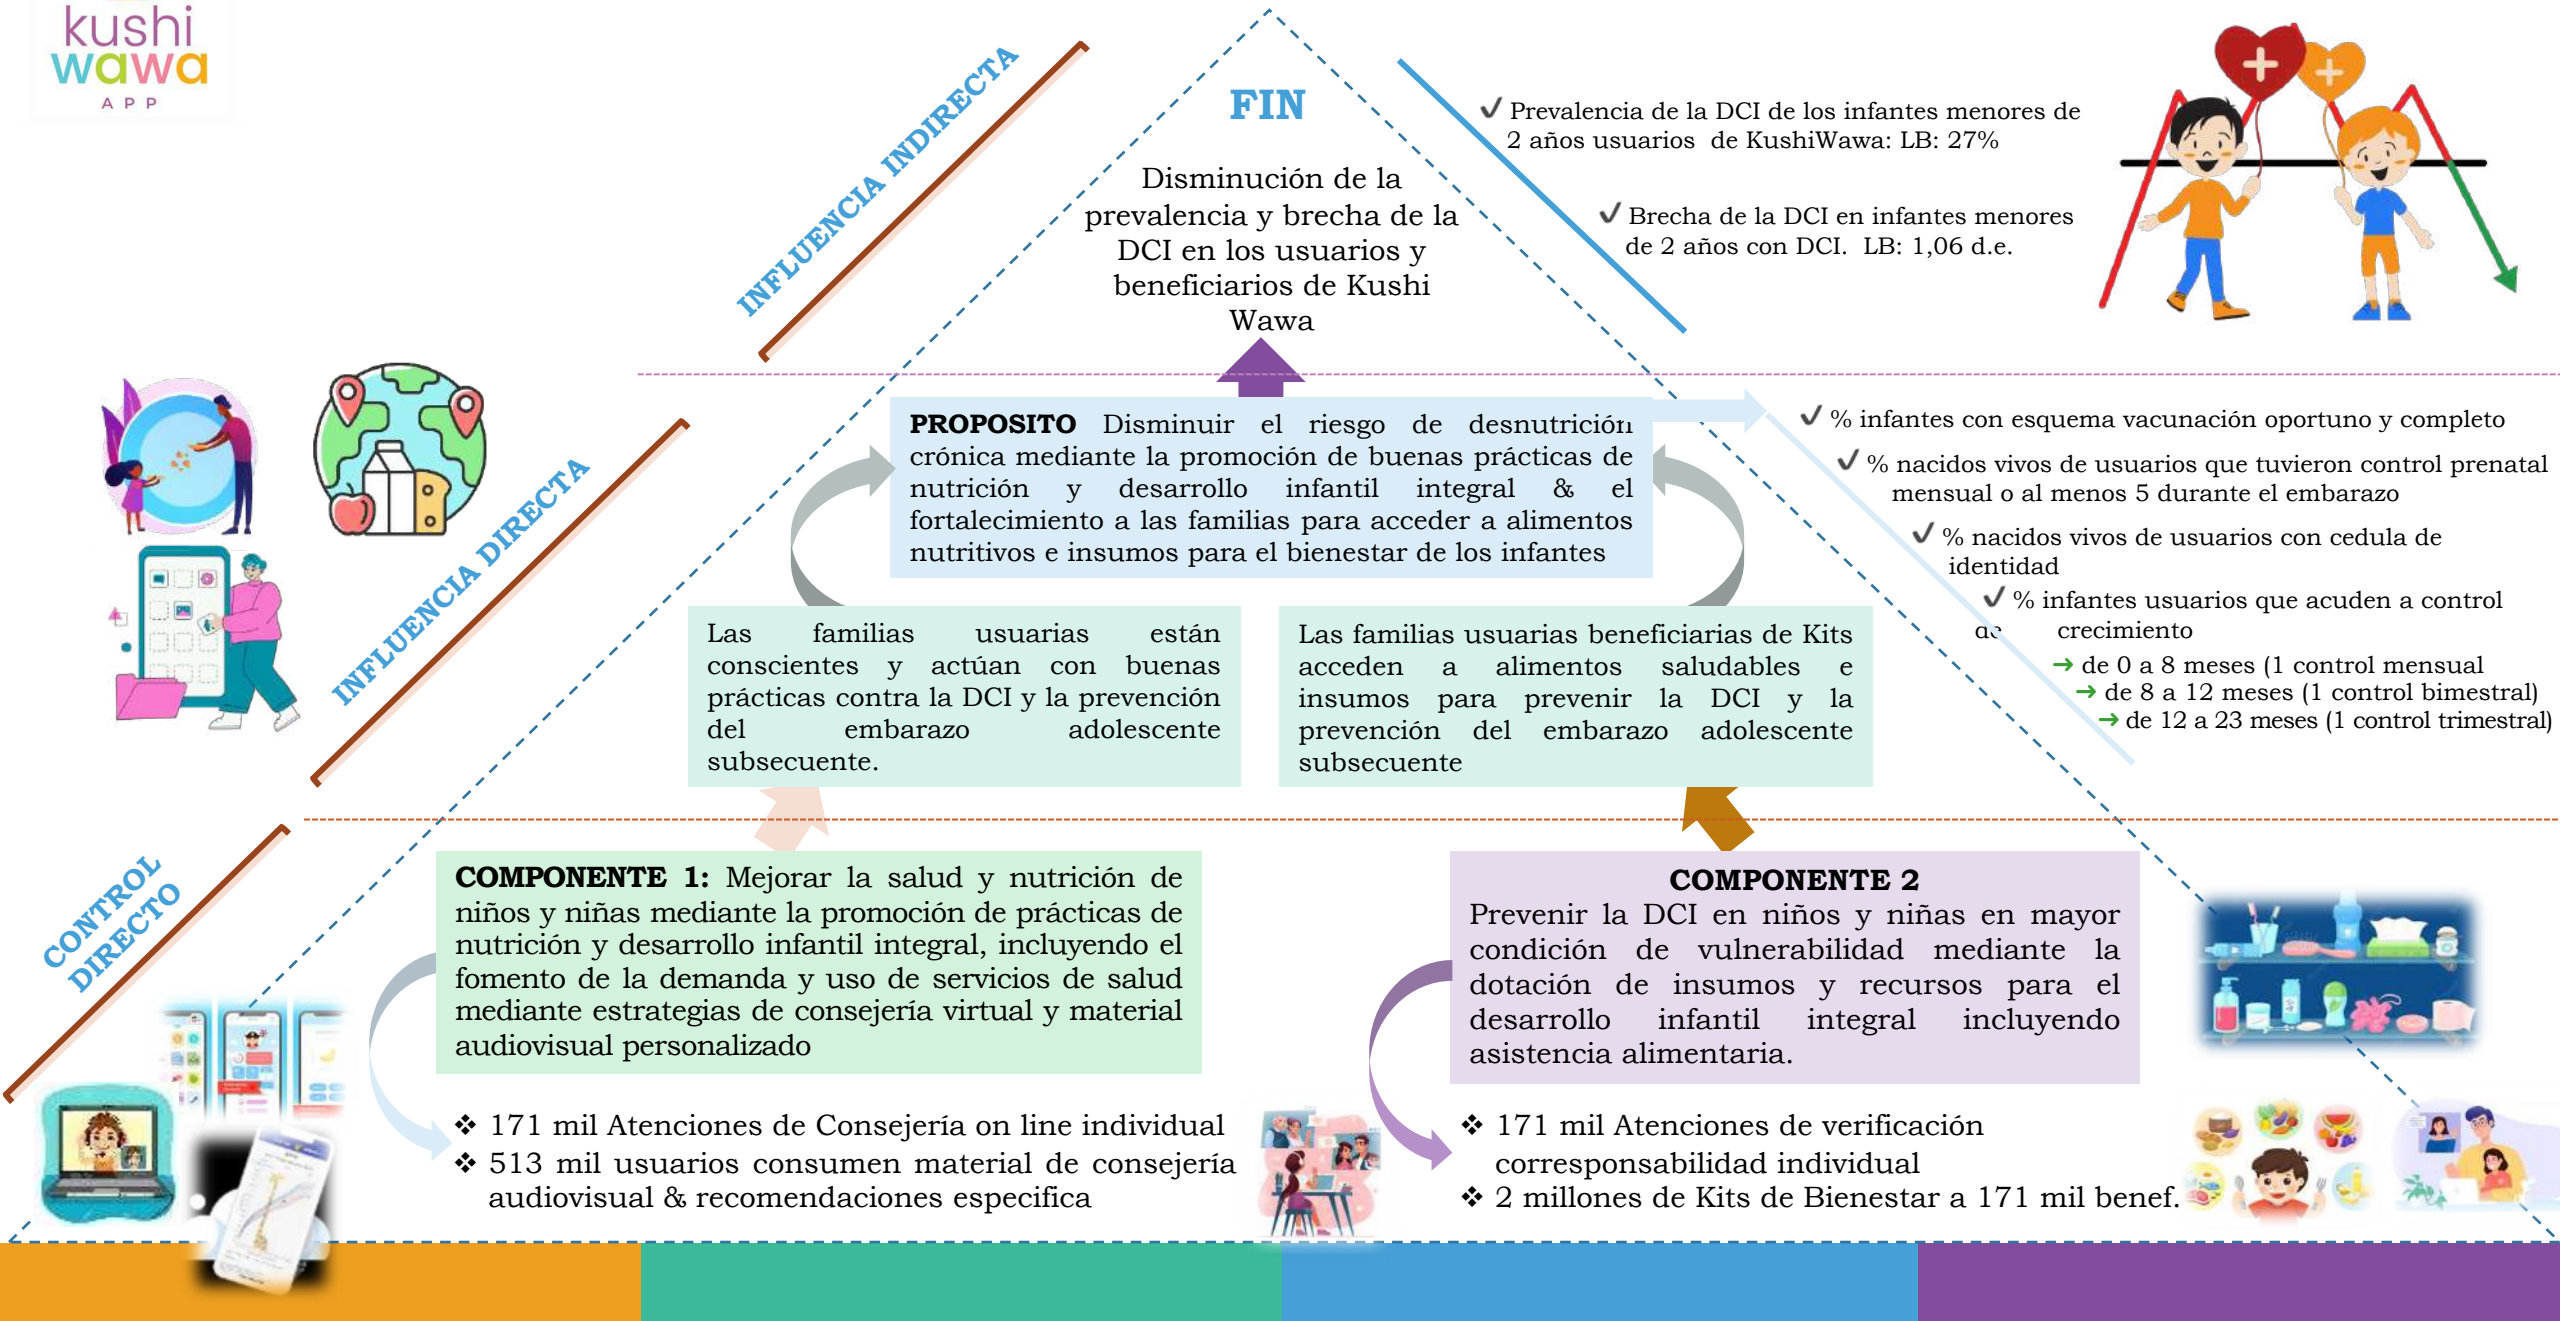 kushi
wawa
APP
INFLUENCIA INDIRECTA
FIN
Disminución de la
prevalencia y brecha de la
DCI en los usuarios y
beneficiarios de Kushi
Wawa
✓ Prevalencia de la DCI de los infantes menores de
2 años usuarios de KushiWawa: LB: 27%
✓ Brecha de la DCI en infantes menores
de 2 años con DCI. LB: 1,06 d.e.
INFLUENCIA DIRECTA
PROPOSITO Disminuir el riesgo de desnutrición
crónica mediante la promoción de buenas prácticas de
nutrición y desarrollo infantil integral & el
fortalecimiento a las familias para acceder a alimentos
nutritivos e insumos para el bienestar de los infantes
✓ % infantes con esquema vacunación oportuno y completo
✓ % nacidos vivos de usuarios que tuvieron control prenatal
mensual o al menos 5 durante el embarazo
✓ % nacidos vivos de usuarios con cedula de
identidad
✓ % infantes usuarios que acuden a control
de crecimiento
→ de 0 a 8 meses (1 control mensual
→ de 8 a 12 meses (1 control bimestral)
→ de 12 a 23 meses (1 control trimestral)
Las familias usuarias están
conscientes y actúan con buenas
prácticas contra la DCI y la prevención
del embarazo adolescente
subsecuente.
Las familias usuarias beneficiarias de Kits
acceden a alimentos saludables e
insumos para prevenir la DCI y la
prevención del embarazo adolescente
subsecuente
CONTROL
DIRECTO
COMPONENTE 1: Mejorar la salud y nutrición de
niños y niñas mediante la promoción de prácticas de
nutrición y desarrollo infantil integral, incluyendo el
fomento de la demanda y uso de servicios de salud
mediante estrategias de consejería virtual y material
audiovisual personalizado
❖ 171 mil Atenciones de Consejería on line individual
❖ 513 mil usuarios consumen material de consejería
audiovisual & recomendaciones especifica
COMPONENTE 2
Prevenir la DCI en niños y niñas en mayor
condición de vulnerabilidad mediante la
dotación de insumos y recursos para el
desarrollo infantil integral incluyendo
asistencia alimentaria.
❖ 171 mil Atenciones de verificación
corresponsabilidad individual
❖ 2 millones de Kits de Bienestar a 171 mil benef.